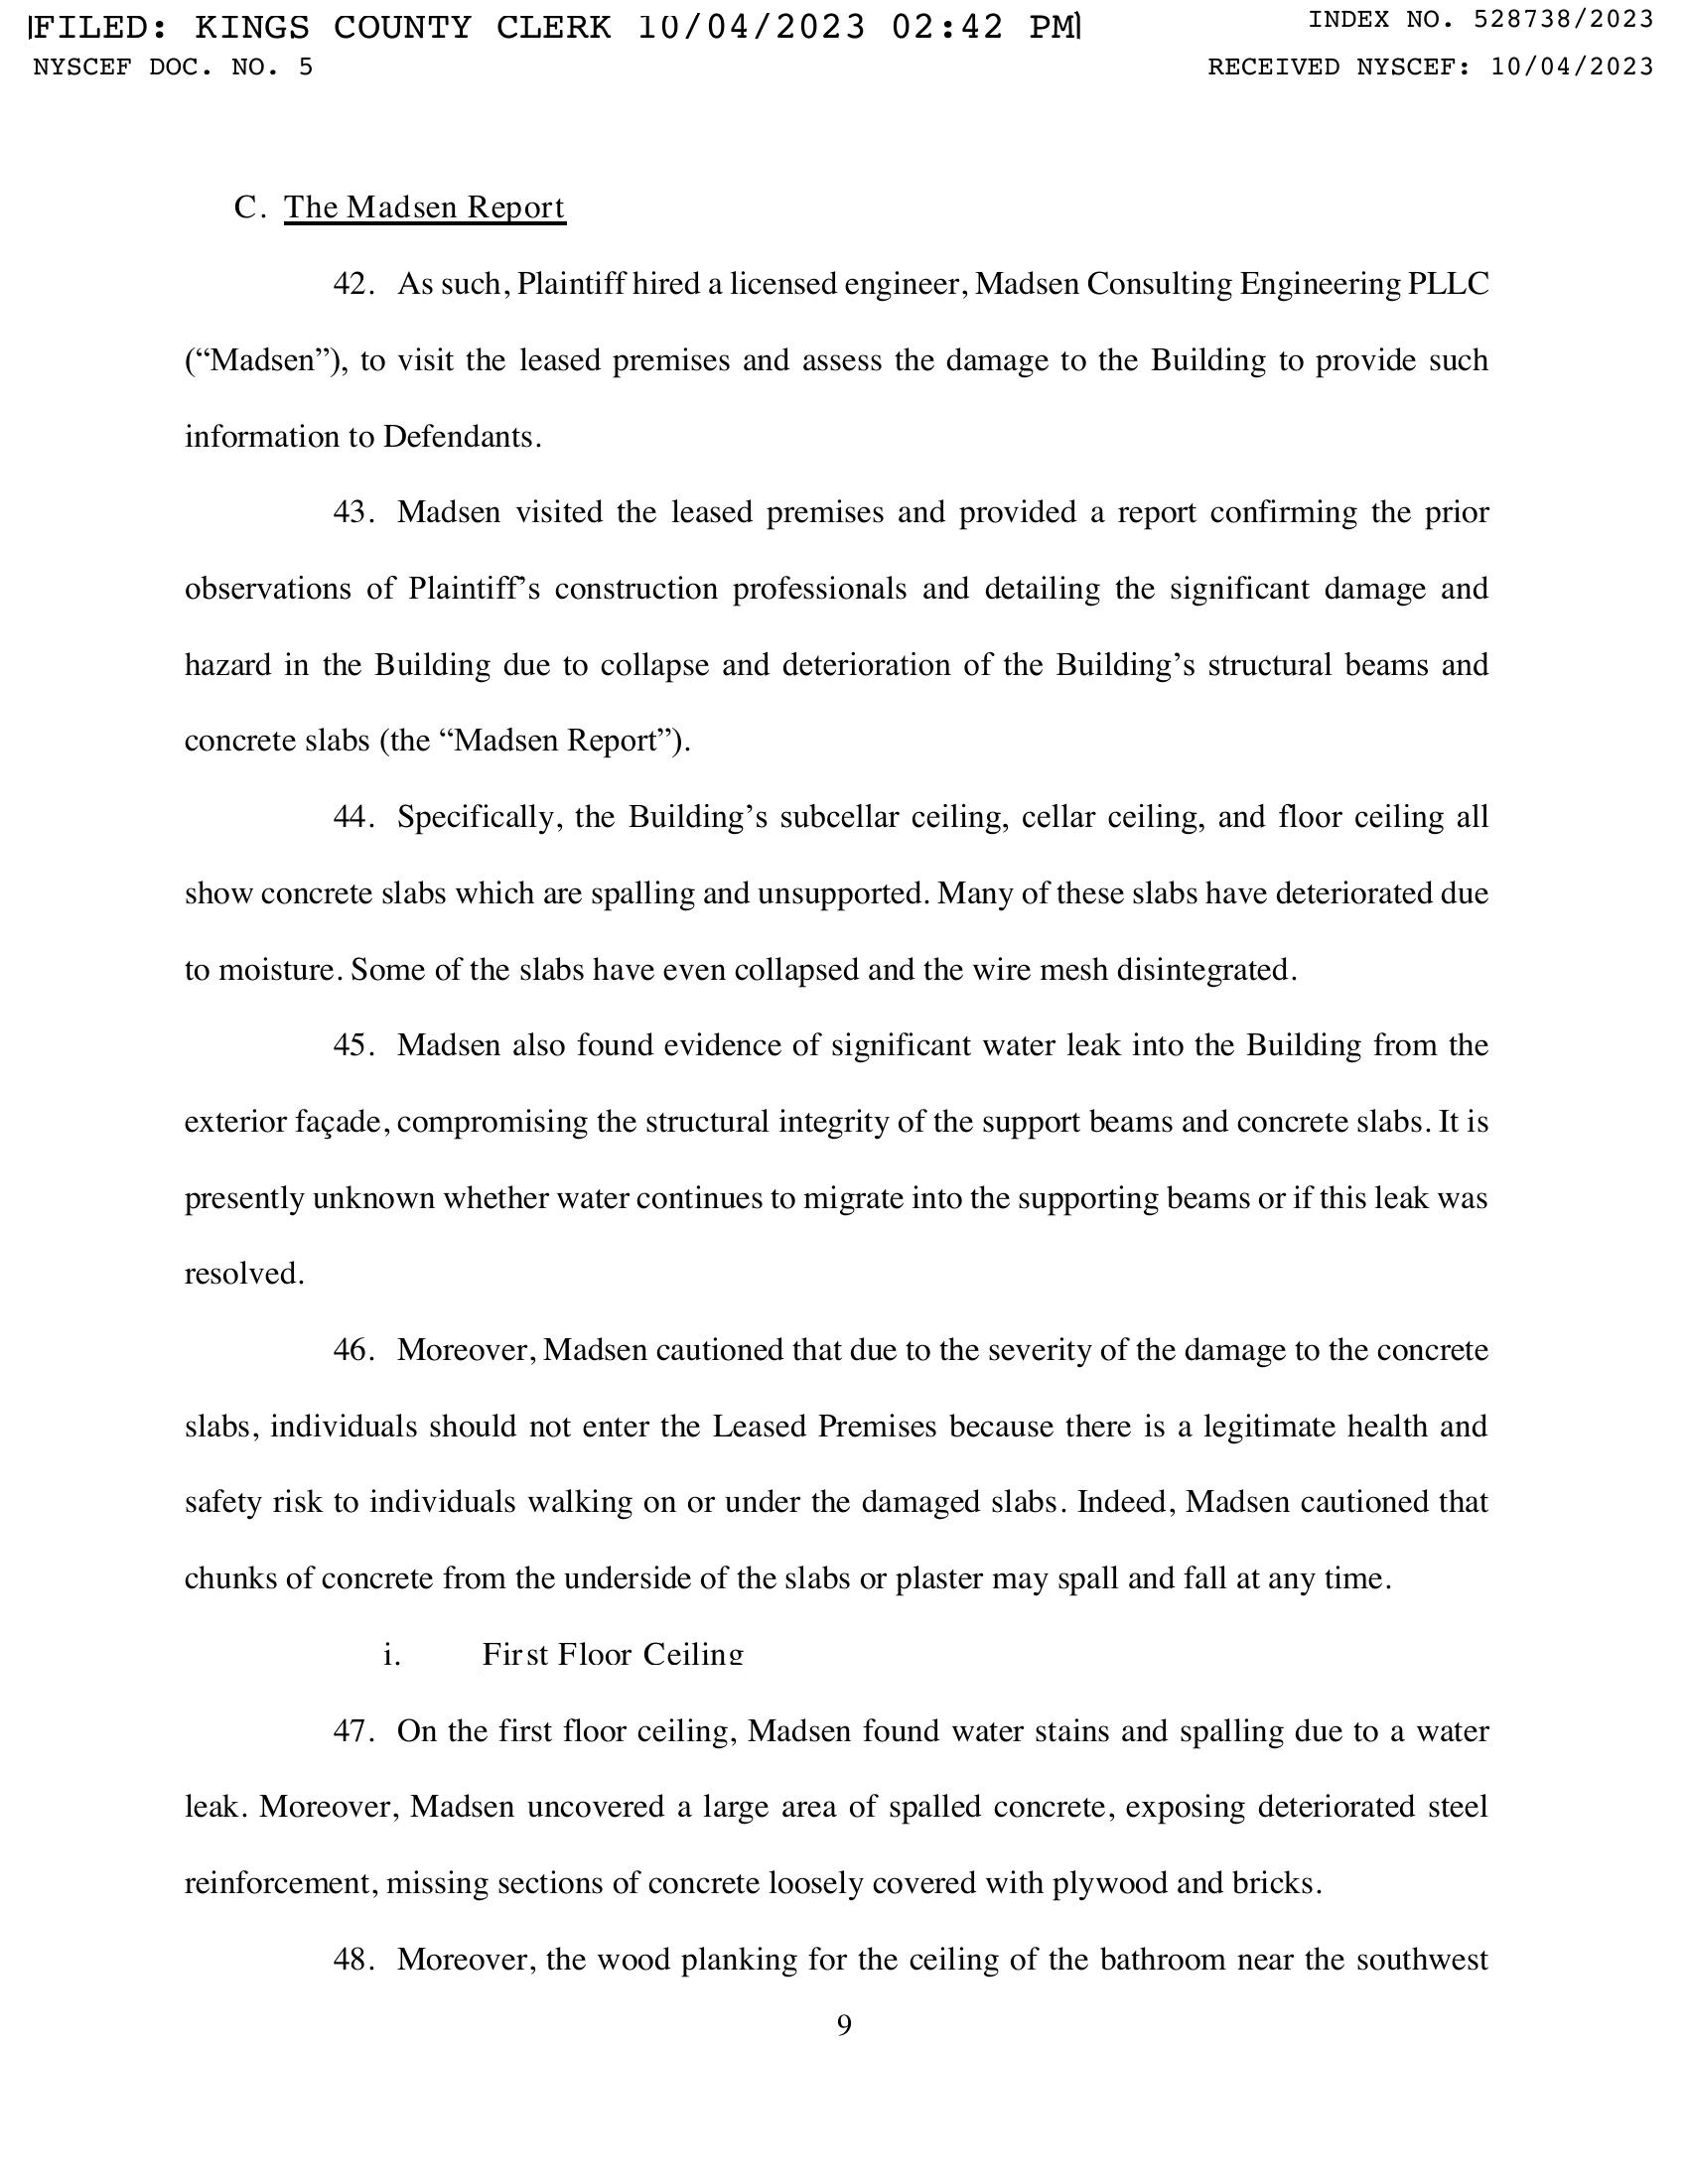 FILED: KINGS COUNTY CLERK 10/04/2023 02:42 PM
INDEX NO. 528738/2023
NYSCEF DOC. NO. 5
RECEIVED NYSCEF: 10/04/2023
C. The Madsen Report
42. As such, Plaintiff hired a licensed engineer, Madsen Consulting Engineering PLLC
(“Madsen”), to visit the leased premises and assess the damage to the Building to provide such
information to Defendants.
43. Madsen visited the leased premises and provided a report confirming the prior
observations of Plaintiff’s construction professionals and detailing the significant damage and
hazard in the Building due to collapse and deterioration of the Building’s structural beams and
concrete slabs (the “Madsen Report”).
44. Specifically, the Building’s subcellar ceiling, cellar ceiling, and floor ceiling all
show concrete slabs which are spalling and unsupported. Many of these slabs have deteriorated due
to moisture. Some of the slabs have even collapsed and the wire mesh disintegrated.
45. Madsen also found evidence of significant water leak into the Building from the
exterior façade, compromising the structural integrity of the support beams and concrete slabs. It is
presently unknown whether water continues to migrate into the supporting beams or if this leak was
resolved.
46. Moreover, Madsen cautioned that due to the severity of the damage to the concrete
slabs, individuals should not enter the Leased Premises because there is a legitimate health and
safety risk to individuals walking on or under the damaged slabs. Indeed, Madsen cautioned that
chunks of concrete from the underside of the slabs or plaster may spall and fall at any time.
i. First Floor Ceiling
47. On the first floor ceiling, Madsen found water stains and spalling due to a water
leak. Moreover, Madsen uncovered a large area of spalled concrete, exposing deteriorated steel
reinforcement, missing sections of concrete loosely covered with plywood and bricks.
48. Moreover, the wood planking for the ceiling of the bathroom near the southwest
9